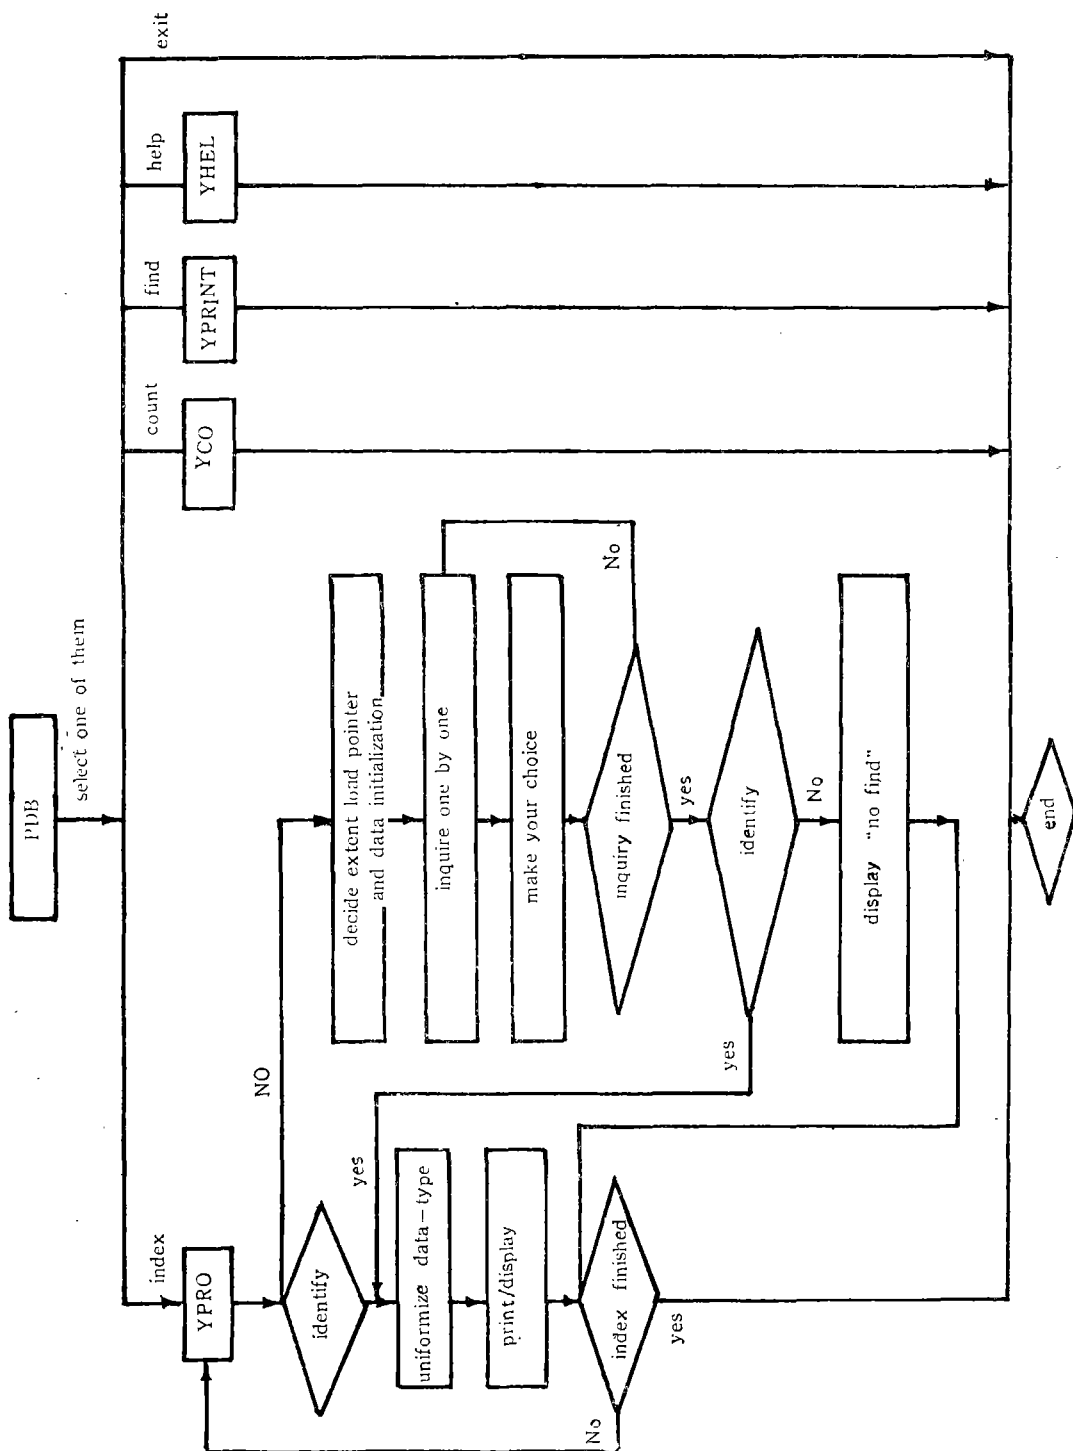 PDB
select one of them
index
count
find
help
exit
YPRO
YCO
YPRINT
YHEL
identify
NO
yes
decide extent load pointer
and data initialization
uniformize data-type
inquire one by one
print/display
make your choice
index finished
No
yes
inquiry finished
No
yes
identify
yes
No
display "no find"
end